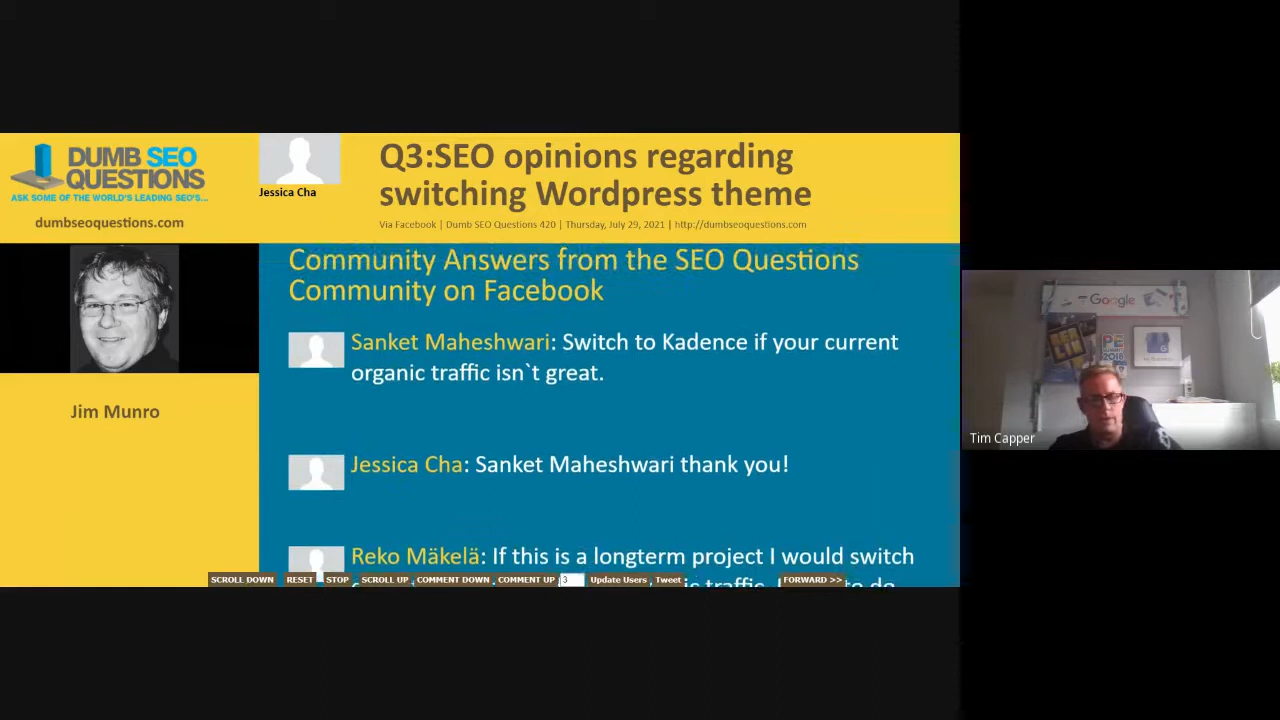 DUMB SEO
QUESTIONS
ASK SOME OF THE WORLD'S LEADING SEO'S...
dumbseoquestions.com
Jessica Cha
Q3:SEO opinions regarding
switching Wordpress theme
Via Facebook | Dumb SEO Questions 420 | Thursday, July 29, 2021 | http://dumbseoquestions.com
Jim Munro
Community Answers from the SEO Questions
Community on Facebook
Sanket Maheshwari: Switch to Kadence if your current
organic traffic isn`t great.
Jessica Cha: Sanket Maheshwari thank you!
Reko Mäkelä: If this is a longterm project I would switch
SCROLL DOWN RESET STOP SCROLL UP COMMENT DOWN COMMENT UP 3 Update Users Tweet FORWARD >>
Google
Tim Capper